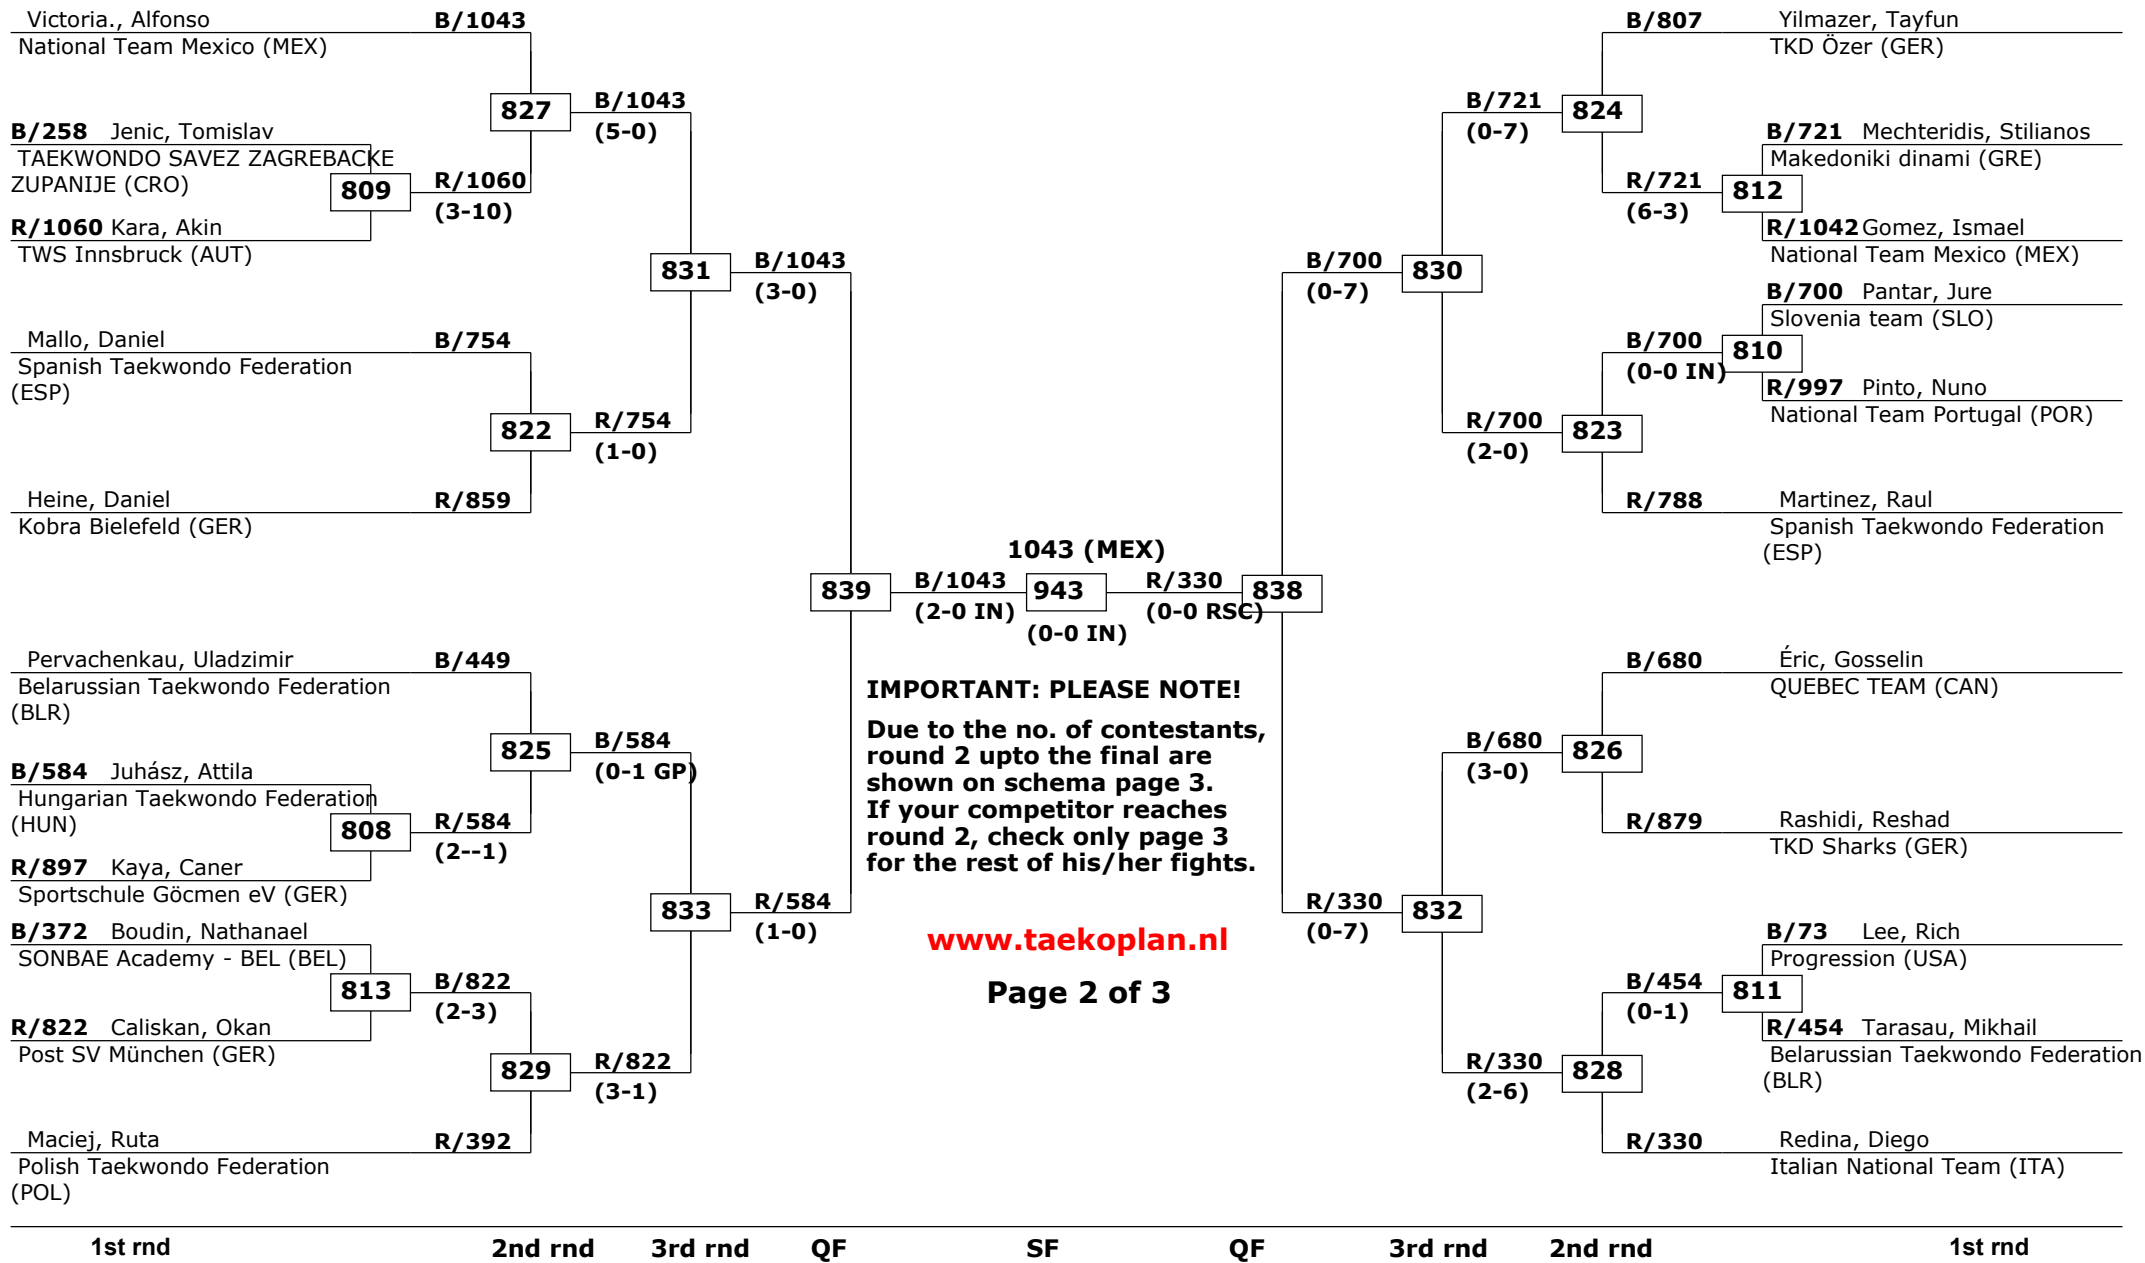 Victoria., Alfonso
B/1043
National Team Mexico (MEX)
827
B/1043
(5-0)
B/258 Jenic, Tomislav
TAEKWONDO SAVEZ ZAGREBACKE
ZUPANIJE (CRO)
809
R/1060
(3-10)
R/1060 Kara, Akin
TWS Innsbruck (AUT)
831
B/1043
(3-0)
Mallo, Daniel
B/754
Spanish Taekwondo Federation
(ESP)
822
R/754
(1-0)
Heine, Daniel
R/859
Kobra Bielefeld (GER)
839
B/1043
(2-0 IN)
Pervachenkau, Uladzimir
B/449
Belarussian Taekwondo Federation
(BLR)
825
B/584
(0-1 GP)
B/584 Juhász, Attila
Hungarian Taekwondo Federation
(HUN)
808
R/584
(2--1)
R/897 Kaya, Caner
Sportschule Göcmen eV (GER)
833
R/584
(1-0)
B/372 Boudin, Nathanael
SONBAE Academy - BEL (BEL)
813
B/822
(2-3)
R/822 Caliskan, Okan
Post SV München (GER)
829
R/822
(3-1)
Maciej, Ruta
R/392
Polish Taekwondo Federation
(POL)
1043 (MEX)
943
(0-0 IN)
R/330
(0-0 RSC)
838
IMPORTANT: PLEASE NOTE!
Due to the no. of contestants,
round 2 upto the final are
shown on schema page 3.
If your competitor reaches
round 2, check only page 3
for the rest of his/her fights.
www.taekoplan.nl
Page 2 of 3
B/807
Yilmazer, Tayfun
TKD Özer (GER)
B/721
(0-7)
824
B/721 Mechteridis, Stilianos
Makedoniki dinami (GRE)
R/721
(6-3)
812
R/1042 Gomez, Ismael
National Team Mexico (MEX)
B/700
(0-7)
830
B/700 Pantar, Jure
Slovenia team (SLO)
B/700
(0-0 IN)
810
R/997 Pinto, Nuno
National Team Portugal (POR)
R/700
(2-0)
823
R/788
Martinez, Raul
Spanish Taekwondo Federation
(ESP)
B/680
Éric, Gosselin
QUEBEC TEAM (CAN)
B/680
(3-0)
826
R/879
Rashidi, Reshad
TKD Sharks (GER)
R/330
(0-7)
832
B/73 Lee, Rich
Progression (USA)
B/454
(0-1)
811
R/454 Tarasau, Mikhail
Belarussian Taekwondo Federation
(BLR)
R/330
(2-6)
828
R/330
Redina, Diego
Italian National Team (ITA)
1st rnd 2nd rnd 3rd rnd QF SF QF 3rd rnd 2nd rnd 1st rnd